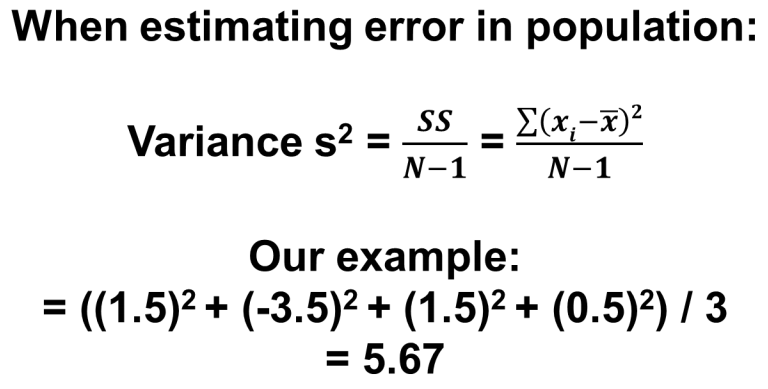 When estimating error in population:
Variance s² = SS / N−1 = ∑(xᵢ−x̅)² / N−1
Our example:
= ((1.5)² + (-3.5)² + (1.5)² + (0.5)²) / 3
= 5.67